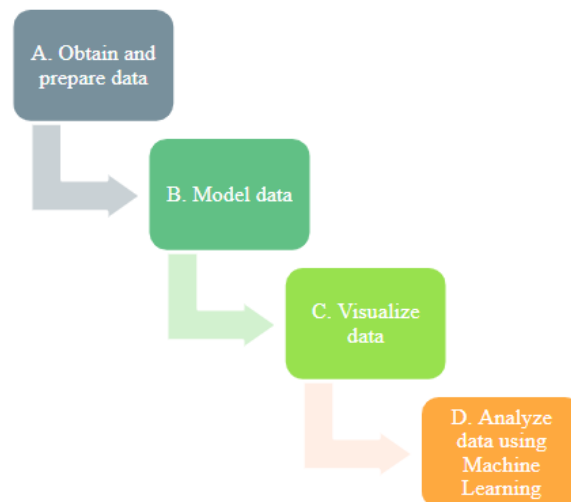 A. Obtain and
prepare data
B. Model data
C. Visualize
data
D. Analyze
data using
Machine
Learning